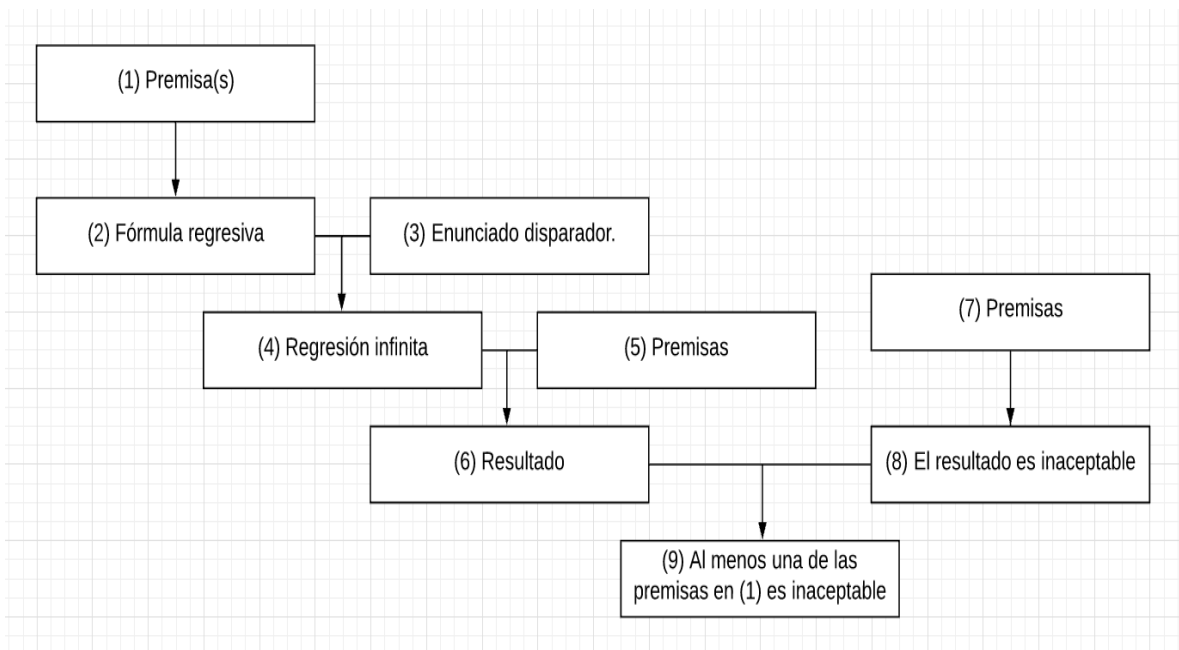 (1) Premisa(s)
(2) Fórmula regresiva
(3) Enunciado disparador.
(4) Regresión infinita
(5) Premisas
(7) Premisas
(6) Resultado
(8) El resultado es inaceptable
(9) Al menos una de las
premisas en (1) es inaceptable